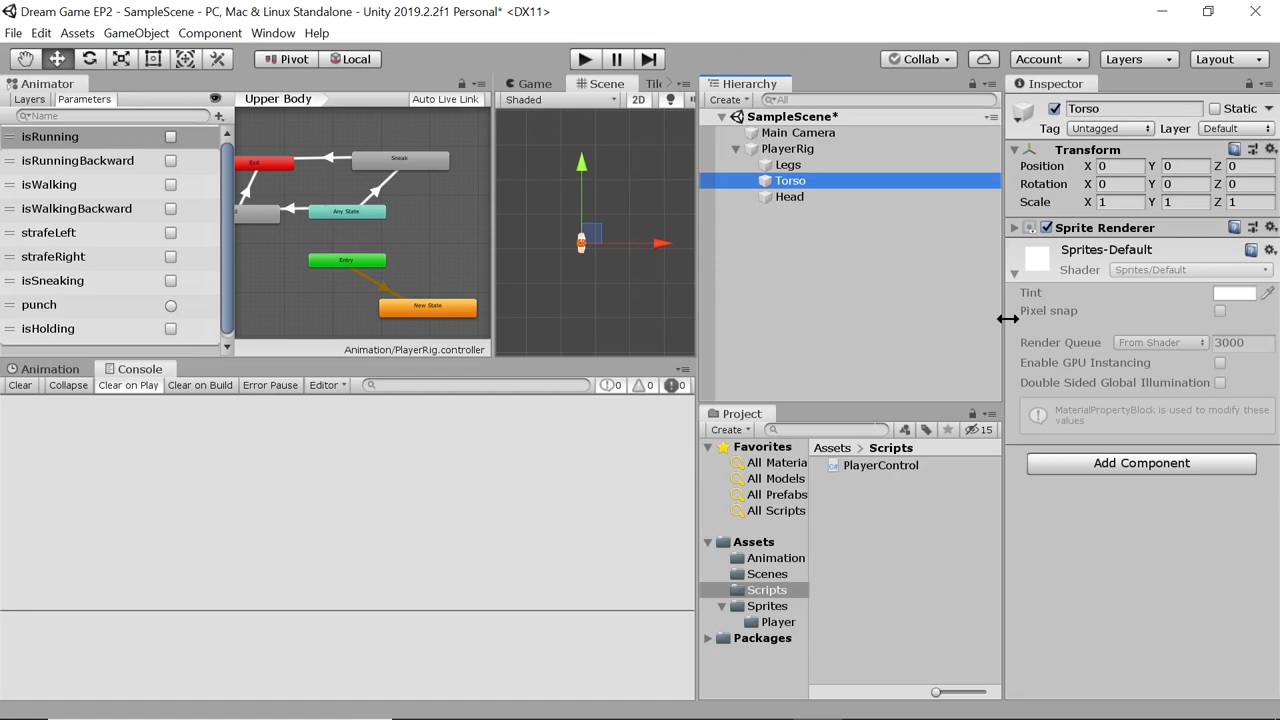 Dream Game EP2 - SampleScene - PC, Mac & Linux Standalone - Unity 2019.2.2f1 Personal* <DX11>
File Edit Assets GameObject Component Window Help
Pivot Local Collab Account Layers Layout
Animator
Layers Parameters
Name
isRunning
isRunningBackward
isWalking
isWalkingBackward
strafeLeft
strafeRight
isSneaking
punch
isHolding
Upper Body Auto Live Link
Exit
Sneak
Any State
Entry
New State
Animation/PlayerRig.controller
Game Scene Til
Shaded 2D
Hierarchy
Create All
SampleScene*
Main Camera
PlayerRig
Legs
Torso
Head
Inspector
Torso Static
Tag Untagged Layer Default
Transform
Position X 0 Y 0 Z 0
Rotation X 0 Y 0 Z 0
Scale X 1 Y 1 Z 1
Sprite Renderer
Sprites-Default
Shader Sprites/Default
Tint
Pixel snap
Render Queue From Shader 3000
Enable GPU Instancing
Double Sided Global Illumination
MaterialPropertyBlock is used to modify these
values
Add Component
Animation Console
Clear Collapse Clear on Play Clear on Build Error Pause Editor 0 0 0
Project
Create 15
Favorites
All Materia
All Models
All Prefabs
All Scripts
Assets
Animation
Scenes
Scripts
Sprites
Player
Packages
Assets > Scripts
PlayerControl